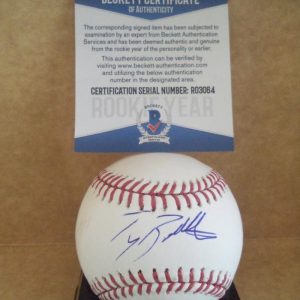 BECKETT CERTIFICATE
OF AUTHENTICITY
The corresponding signed item has been subjected to
examination by an expert from Beckett Authentication
Services and has been deemed authentic and genuine
from the rookie year of the personality or earlier.
This authentication can be verified by
visiting www.beckett-authentication.com
and utilizing the below detailed
authentication number.
CERTIFICATION SERIAL NUMBER: R03064
ROOKIE YEAR
BECKETT
B